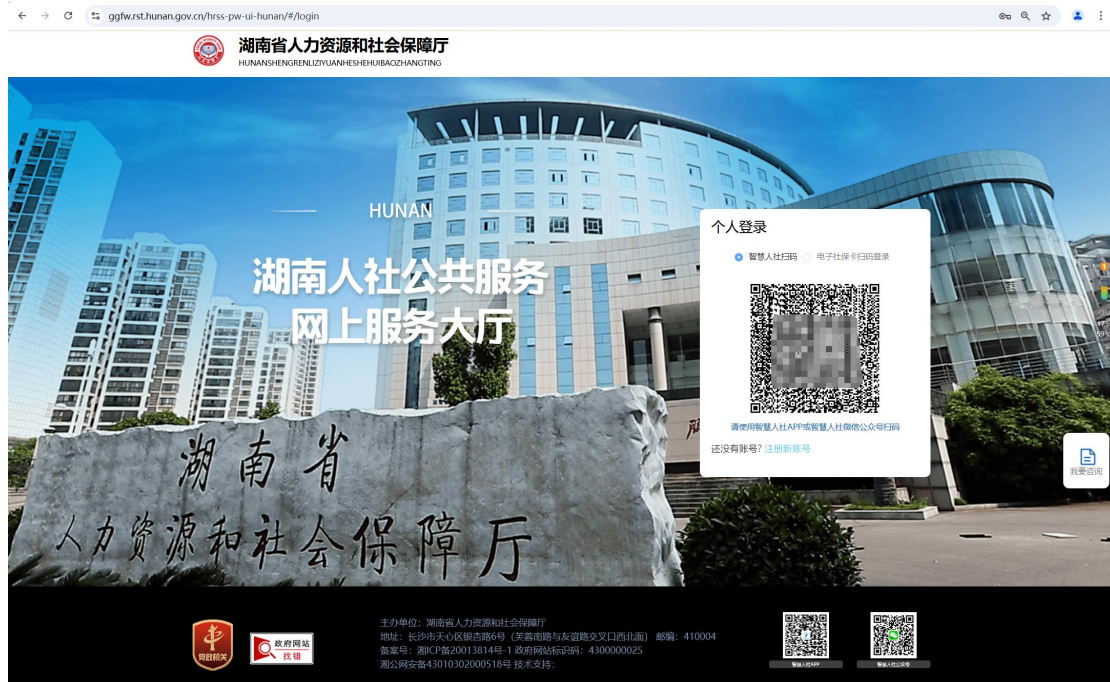 ggfw.rst.hunan.gov.cn/hrss-pw-ui-hunan/#/login
湖南省人力资源和社会保障厅
HUNANSHENGRENLIZIYUANHESHEHUIBAOZHANGTING
HUNAN
湖南人社公共服务
网上服务大厅
个人登录
智慧人社扫码
电子社保卡扫码登录
请使用智慧人社APP或智慧人社微信公众号扫码
还没有账号? 注册新账号
我要咨询
湖南省
人力资源和社会保障厅
党政机关
政府网站
找错
主办单位：湖南省人力资源和社会保障厅
地址：长沙市天心区银杏路6号（芙蓉南路与友谊路交叉口西北面） 邮编：410004
备案号：湘ICP备20013814号-1 政府网站标识码：4300000025
湘公网安备43010302000518号 技术支持：
智慧人社APP
智慧人社公众号